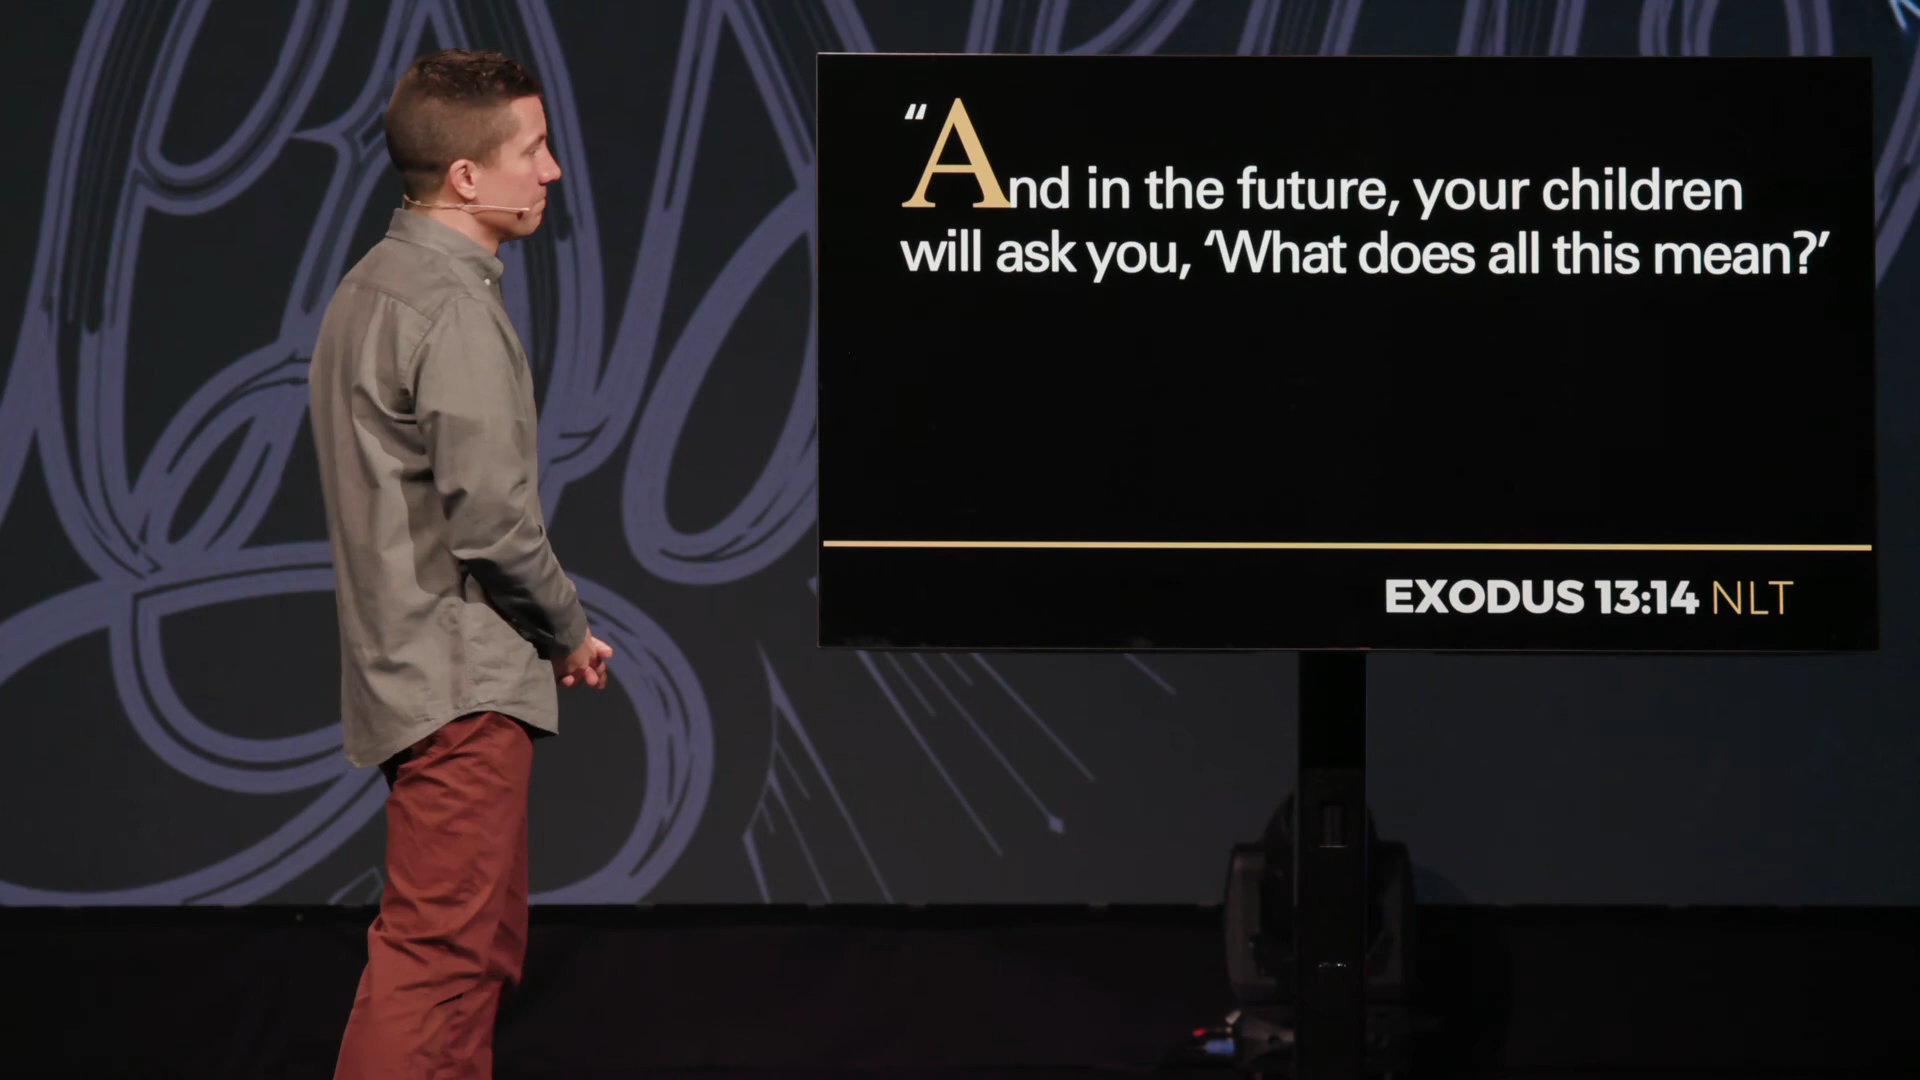 “And in the future, your children
will ask you, ‘What does all this mean?’
EXODUS 13:14 NLT